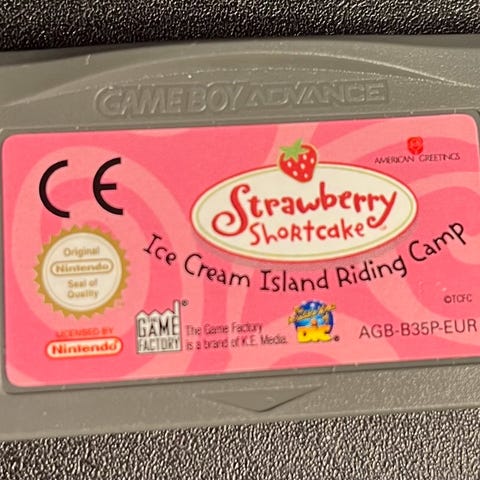 GAME BOY ADVANCE
CE
AMERICAN GREETINGS
Strawberry
Shortcake™
Ice Cream Island Riding Camp
Original
Nintendo
Seal of
Quality
©TCFC
LICENSED BY
Nintendo
GAME
FACTORY
The Game Factory
is a brand of K.E. Media.
DIC
AGB-B35P-EUR